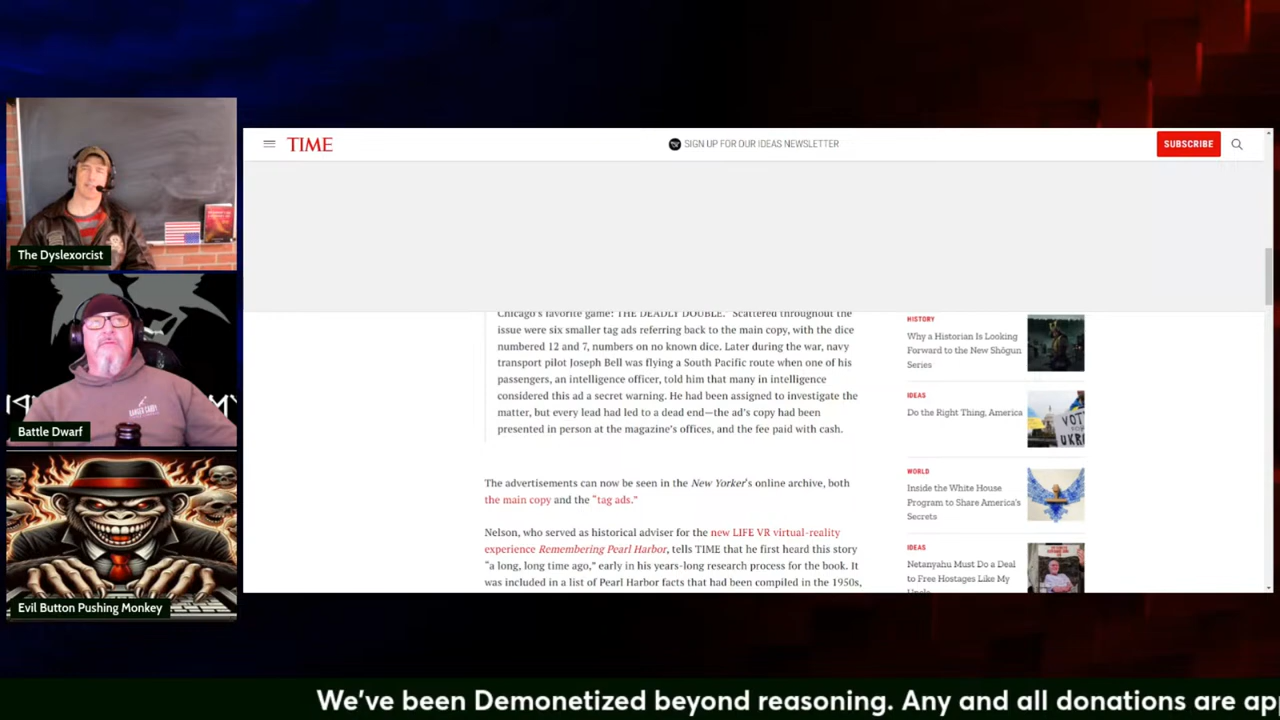 TIME
SIGN UP FOR OUR IDEAS NEWSLETTER
SUBSCRIBE
The Dyslexorcist
Battle Dwarf
Evil Button Pushing Monkey
Chicago's favorite game: THE DEADLY DOUBLE." Scattered throughout the
issue were six smaller tag ads referring back to the main copy, with the dice
numbered 12 and 7, numbers on no known dice. Later during the war, navy
transport pilot Joseph Bell was flying a South Pacific route when one of his
passengers, an intelligence officer, told him that many in intelligence
considered this ad a secret warning. He had been assigned to investigate the
matter, but every lead had led to a dead end—the ad's copy had been
presented in person at the magazine's offices, and the fee paid with cash.
The advertisements can now be seen in the New Yorker's online archive, both
the main copy and the "tag ads."
Nelson, who served as historical adviser for the new LIFE VR virtual-reality
experience Remembering Pearl Harbor, tells TIME that he first heard this story
"a long, long time ago," early in his years-long research process for the book. It
was included in a list of Pearl Harbor facts that had been compiled in the 1950s,
HISTORY
Why a Historian Is Looking
Forward to the New Shōgun
Series
IDEAS
Do the Right Thing, America
WORLD
Inside the White House
Program to Share America's
Secrets
IDEAS
Netanyahu Must Do a Deal
to Free Hostages Like My
Uncle
We've been Demonetized beyond reasoning. Any and all donations are app